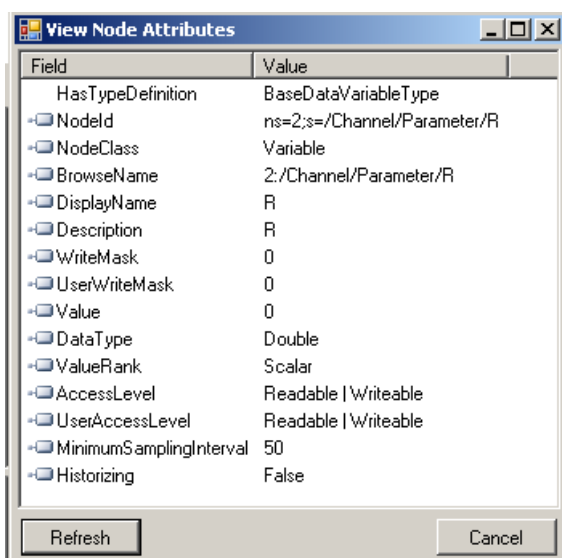 View Node Attributes
Field Value
HasTypeDefinition BaseDataVariableType
NodeId ns=2;s=/Channel/Parameter/R
NodeClass Variable
BrowseName 2:/Channel/Parameter/R
DisplayName R
Description R
WriteMask 0
UserWriteMask 0
Value 0
DataType Double
ValueRank Scalar
AccessLevel Readable | Writeable
UserAccessLevel Readable | Writeable
MinimumSamplingInterval 50
Historizing False
Refresh Cancel